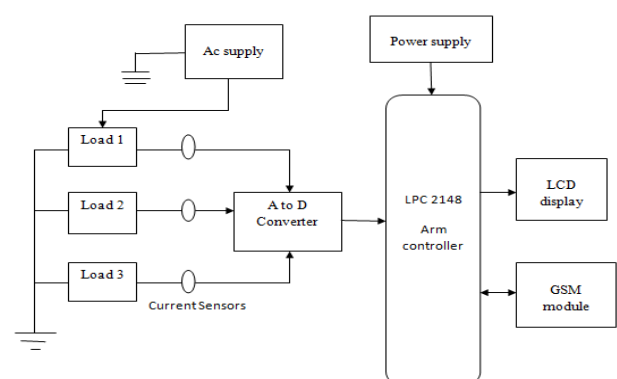 Ac supply
Power supply
Load 1
Load 2
Load 3
A to D
Converter
Current Sensors
LPC 2148
Arm
controller
LCD
display
GSM
module